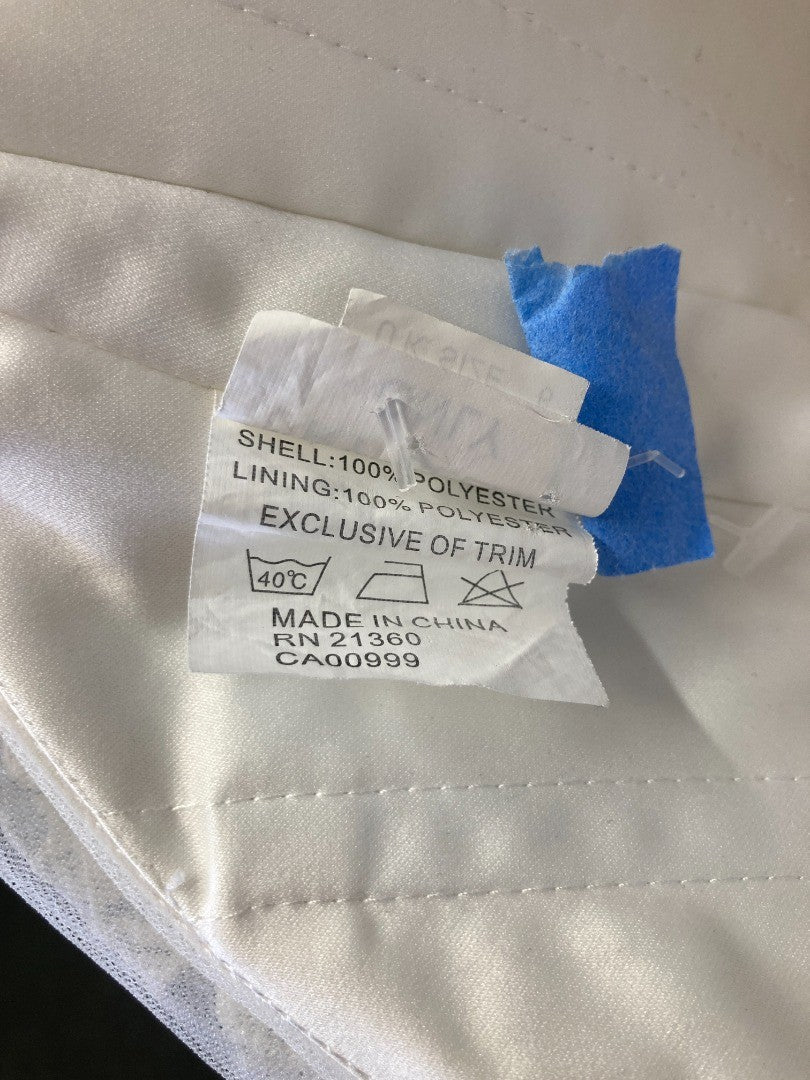 SHELL:100% POLYESTER
LINING:100% POLYESTER
EXCLUSIVE OF TRIM
40°C
MADE IN CHINA
RN 21360
CA00999